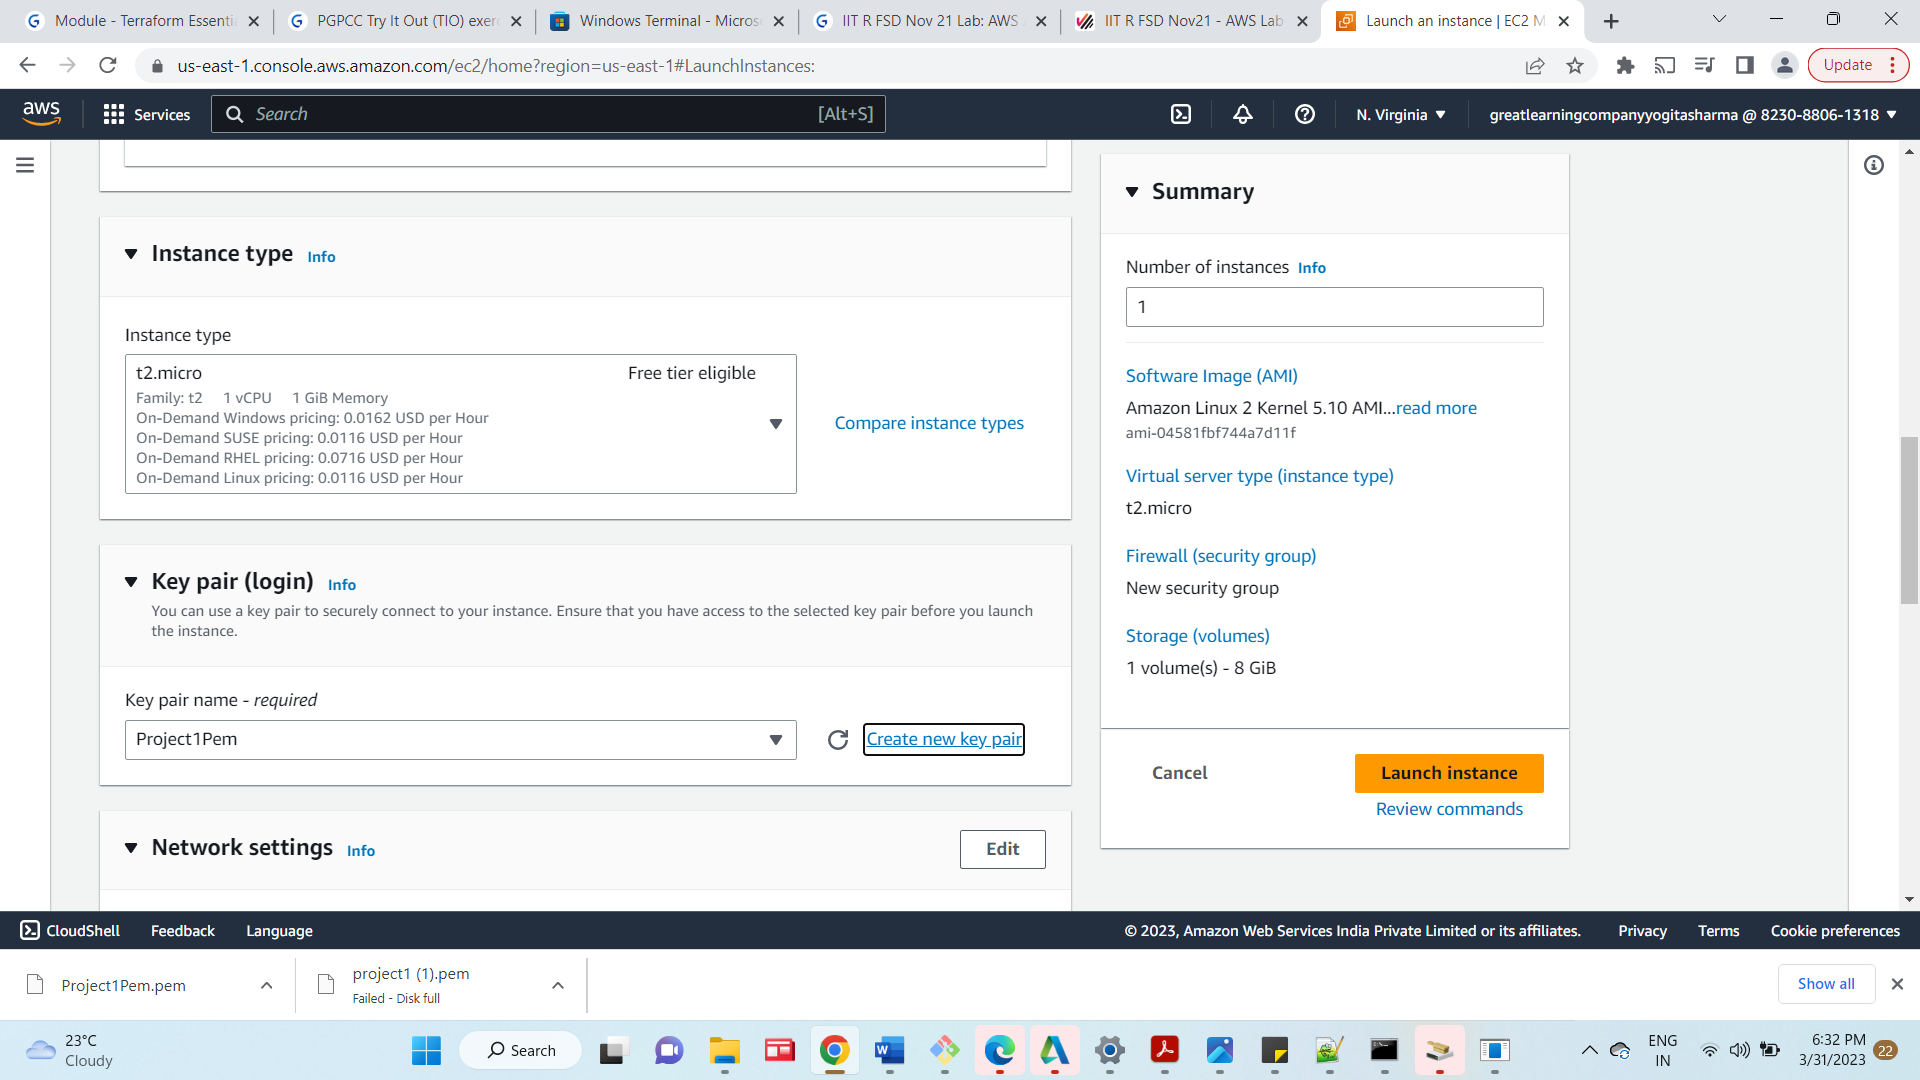 Module - Terraform Essenti
PGPCC Try It Out (TIO) exer
Windows Terminal - Micros
IIT R FSD Nov 21 Lab: AWS
IIT R FSD Nov21 - AWS Lab
Launch an instance | EC2 M
us-east-1.console.aws.amazon.com/ec2/home?region=us-east-1#LaunchInstances:
Update
aws
Services
Search
[Alt+S]
N. Virginia
greatlearningcompanyyogitasharma @ 8230-8806-1318
Instance type Info
Instance type
t2.micro Free tier eligible
Family: t2 1 vCPU 1 GiB Memory
On-Demand Windows pricing: 0.0162 USD per Hour
On-Demand SUSE pricing: 0.0116 USD per Hour
On-Demand RHEL pricing: 0.0716 USD per Hour
On-Demand Linux pricing: 0.0116 USD per Hour
Compare instance types
Key pair (login) Info
You can use a key pair to securely connect to your instance. Ensure that you have access to the selected key pair before you launch
the instance.
Key pair name - required
Project1Pem
Create new key pair
Network settings Info
Edit
Summary
Number of instances Info
1
Software Image (AMI)
Amazon Linux 2 Kernel 5.10 AMI...read more
ami-04581fbf744a7d11f
Virtual server type (instance type)
t2.micro
Firewall (security group)
New security group
Storage (volumes)
1 volume(s) - 8 GiB
Cancel
Launch instance
Review commands
CloudShell
Feedback
Language
© 2023, Amazon Web Services India Private Limited or its affiliates.
Privacy
Terms
Cookie preferences
Project1Pem.pem
project1 (1).pem
Failed - Disk full
Show all
23°C
Cloudy
Search
ENG
IN
6:32 PM
3/31/2023
22